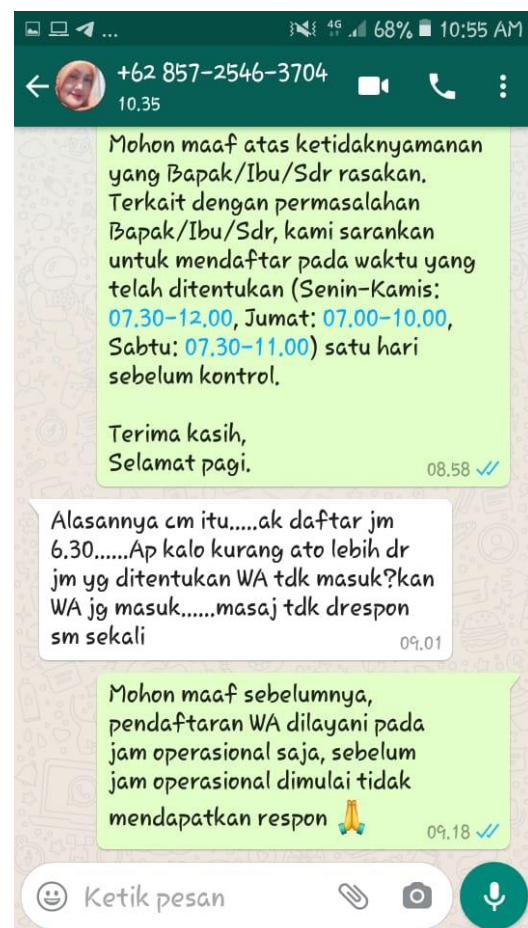 ... 4G 68% 10:55 AM
+62 857-2546-3704
10.35
Mohon maaf atas ketidaknyamanan
yang Bapak/Ibu/Sdr rasakan.
Terkait dengan permasalahan
Bapak/Ibu/Sdr, kami sarankan
untuk mendaftar pada waktu yang
telah ditentukan (Senin-Kamis:
07.30-12.00, Jumat: 07.00-10.00,
Sabtu: 07.30-11.00) satu hari
sebelum kontrol.
Terima kasih,
Selamat pagi.
08.58
Alasannya cm itu.....ak daftar jm
6.30......Ap kalo kurang ato lebih dr
jm yg ditentukan WA tdk masuk?kan
WA jg masuk......masaj tdk drespon
sm sekali
09.01
Mohon maaf sebelumnya,
pendaftaran WA dilayani pada
jam operasional saja, sebelum
jam operasional dimulai tidak
mendapatkan respon 🙏
09.18
Ketik pesan